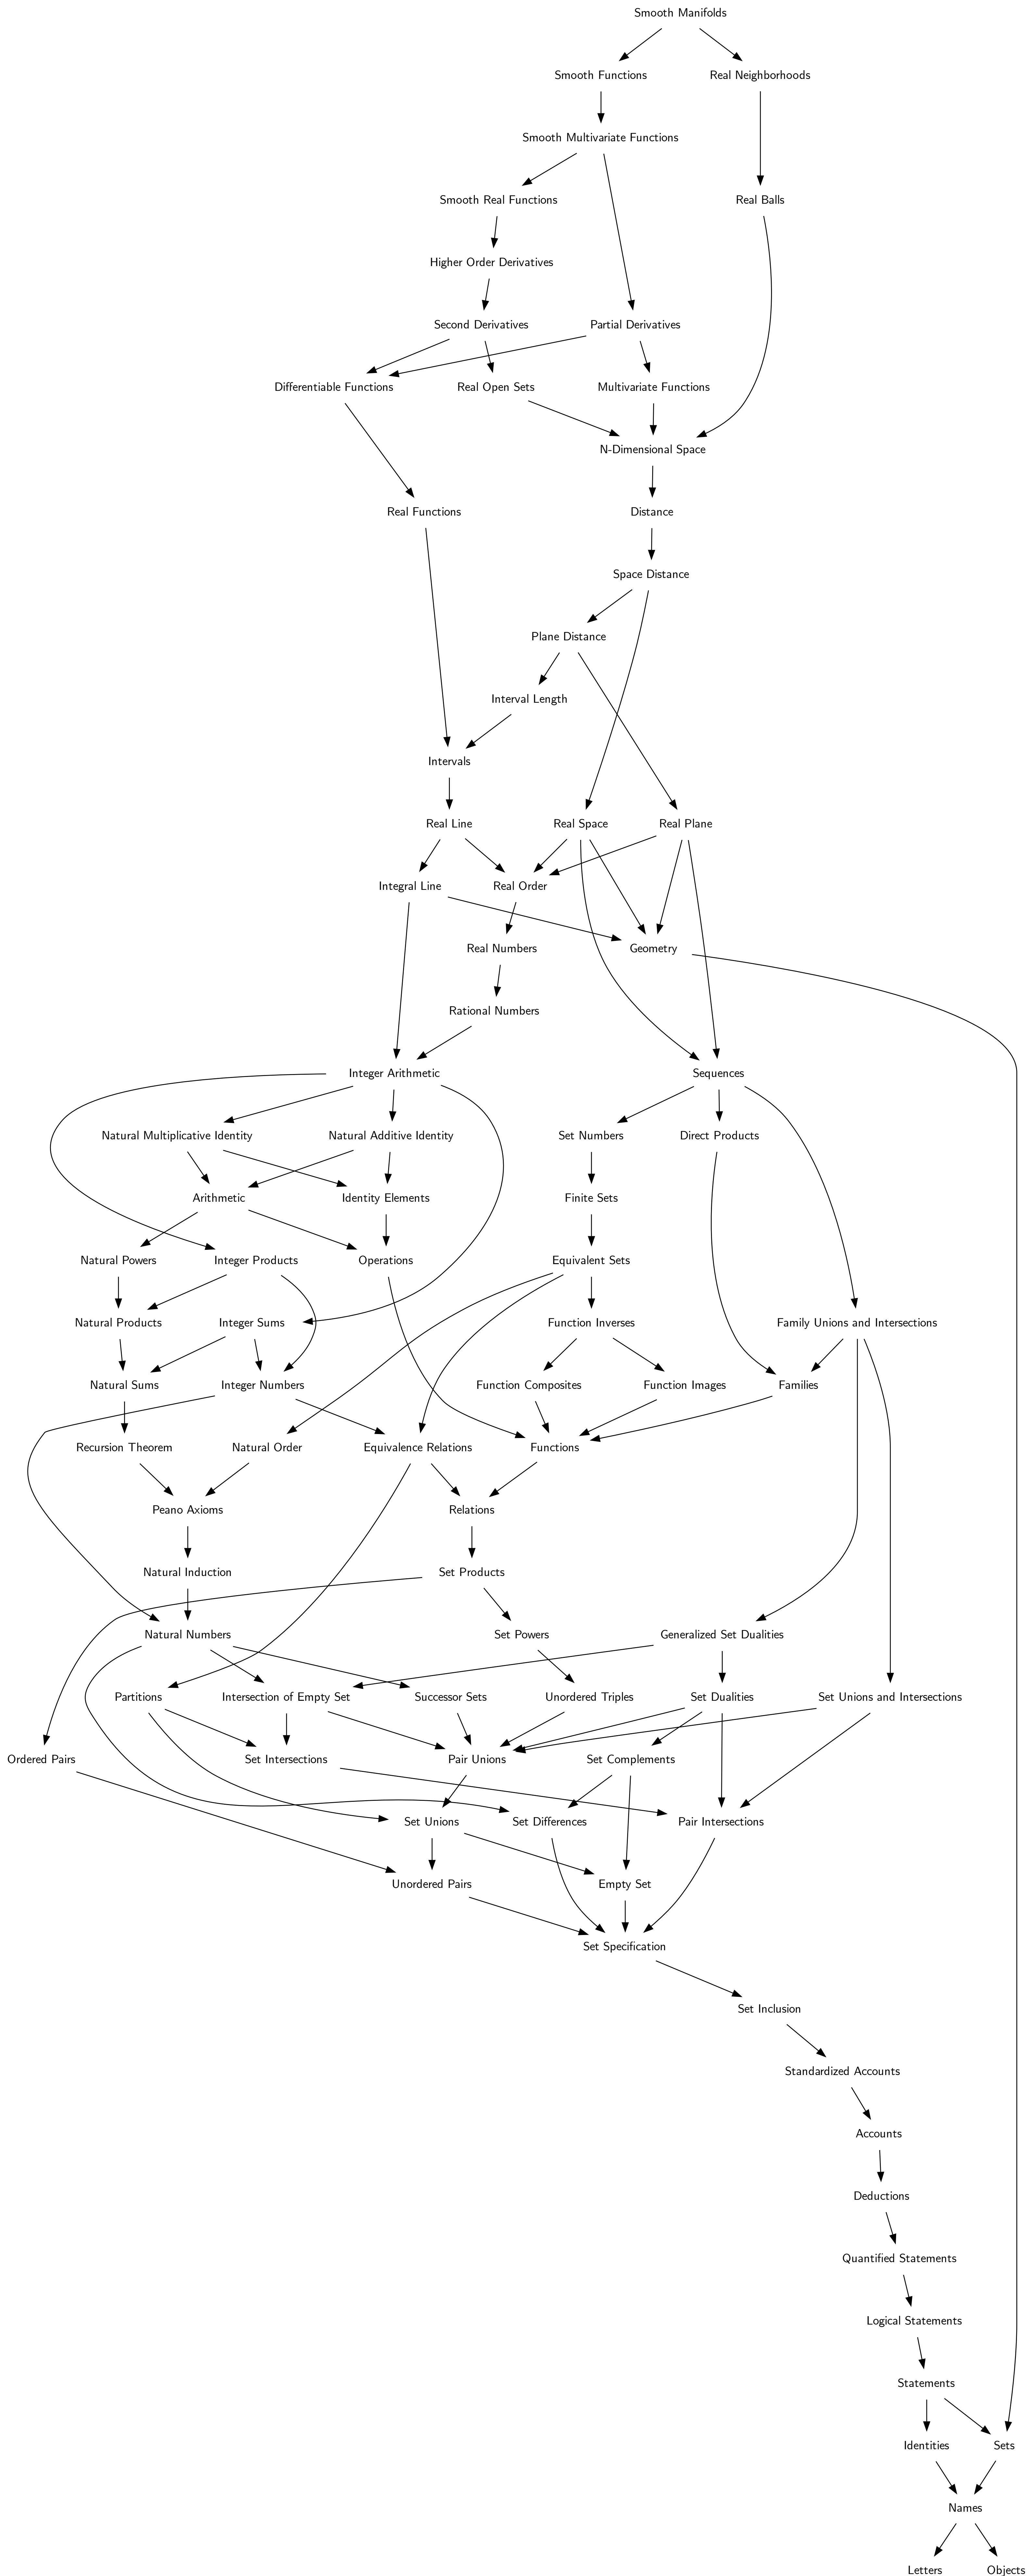 Smooth Manifolds
Smooth Functions
Real Neighborhoods
Smooth Multivariate Functions
Smooth Real Functions
Real Balls
Higher Order Derivatives
Second Derivatives
Partial Derivatives
Differentiable Functions
Real Open Sets
Multivariate Functions
N-Dimensional Space
Real Functions
Distance
Space Distance
Plane Distance
Interval Length
Intervals
Real Line
Real Space
Real Plane
Integral Line
Real Order
Real Numbers
Geometry
Rational Numbers
Integer Arithmetic
Sequences
Natural Multiplicative Identity
Natural Additive Identity
Set Numbers
Direct Products
Arithmetic
Identity Elements
Finite Sets
Natural Powers
Integer Products
Operations
Equivalent Sets
Natural Products
Integer Sums
Function Inverses
Family Unions and Intersections
Natural Sums
Integer Numbers
Function Composites
Function Images
Families
Recursion Theorem
Natural Order
Equivalence Relations
Functions
Peano Axioms
Relations
Natural Induction
Set Products
Natural Numbers
Set Powers
Generalized Set Dualities
Partitions
Intersection of Empty Set
Successor Sets
Unordered Triples
Set Dualities
Set Unions and Intersections
Ordered Pairs
Set Intersections
Pair Unions
Set Complements
Set Unions
Set Differences
Pair Intersections
Unordered Pairs
Empty Set
Set Specification
Set Inclusion
Standardized Accounts
Accounts
Deductions
Quantified Statements
Logical Statements
Statements
Identities
Sets
Names
Letters
Objects